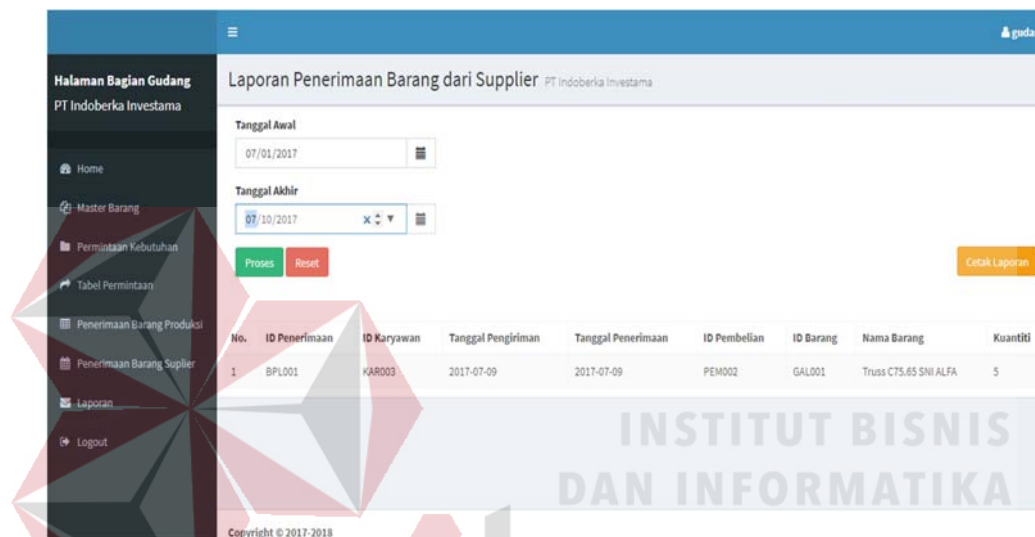 guda
Halaman Bagian Gudang
PT Indoberka Investama
Home
Master Barang
Permintaan Kebutuhan
Tabel Permintaan
Penerimaan Barang Produksi
Penerimaan Barang Suplier
Laporan
Logout
Laporan Penerimaan Barang dari Supplier PT Indoberka Investama
Tanggal Awal
07/01/2017
Tanggal Akhir
07/10/2017
Proses Reset
Cetak Laporan
No. ID Penerimaan ID Karyawan Tanggal Pengiriman Tanggal Penerimaan ID Pembelian ID Barang Nama Barang Kuantiti
1 BPL001 KAR003 2017-07-09 2017-07-09 PEM002 GAL001 Truss C75.65 SNI ALFA 5
INSTITUT BISNIS
DAN INFORMATIKA
Copyright © 2017-2018